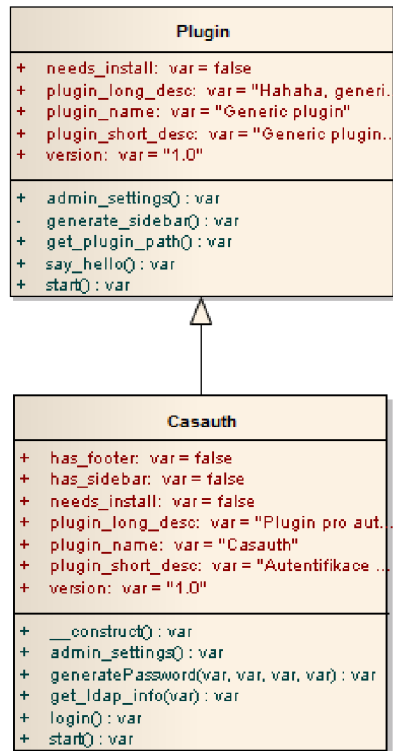 Plugin
+ needs_install: var = false
+ plugin_long_desc: var = "Hahaha, generi...
+ plugin_name: var = "Generic plugin"
+ plugin_short_desc: var = "Generic plugin...
+ version: var = "1.0"
+ admin_settings() : var
- generate_sidebar() : var
+ get_plugin_path() : var
+ say_hello() : var
+ start() : var
Casauth
+ has_footer: var = false
+ has_sidebar: var = false
+ needs_install: var = false
+ plugin_long_desc: var = "Plugin pro aut...
+ plugin_name: var = "Casauth"
+ plugin_short_desc: var = "Autentifikace ...
+ version: var = "1.0"
+ __construct() : var
+ admin_settings() : var
+ generatePassword(var, var, var, var) : var
+ get_ldap_info(var) : var
+ login() : var
+ start() : var